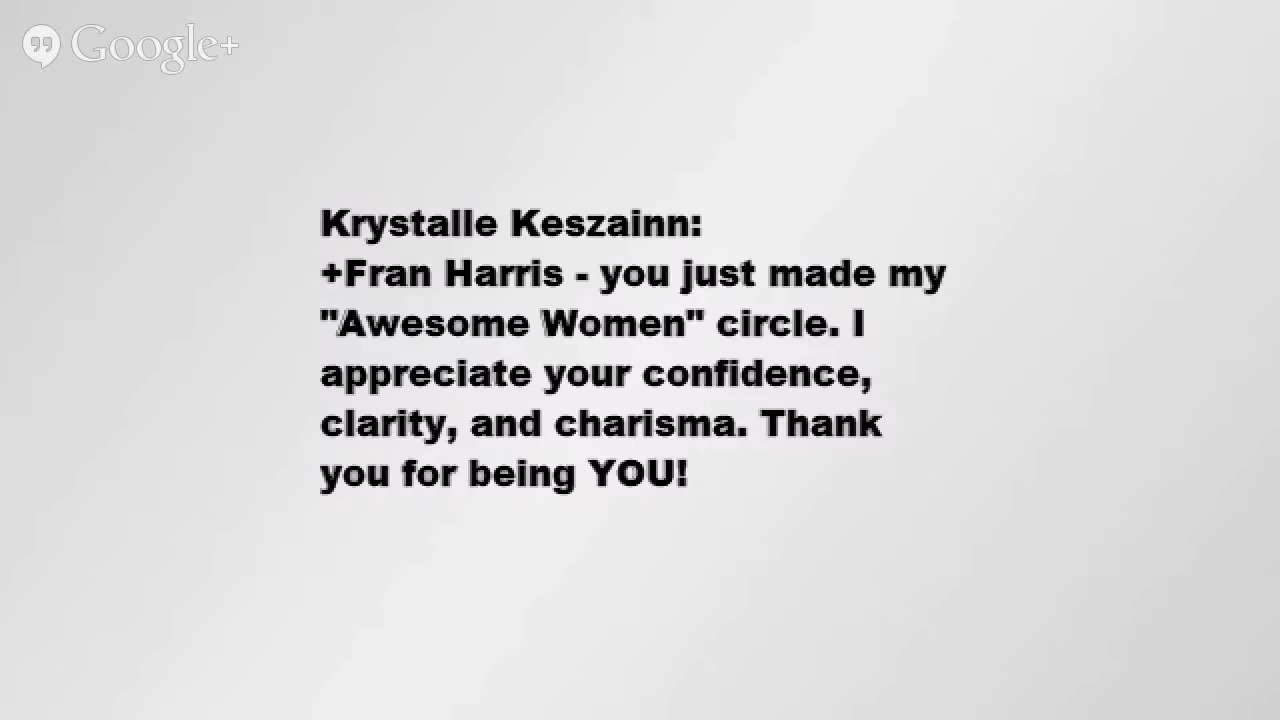 Google+
Krystalle Keszainn:
+Fran Harris - you just made my
"Awesome Women" circle. I
appreciate your confidence,
clarity, and charisma. Thank
you for being YOU!